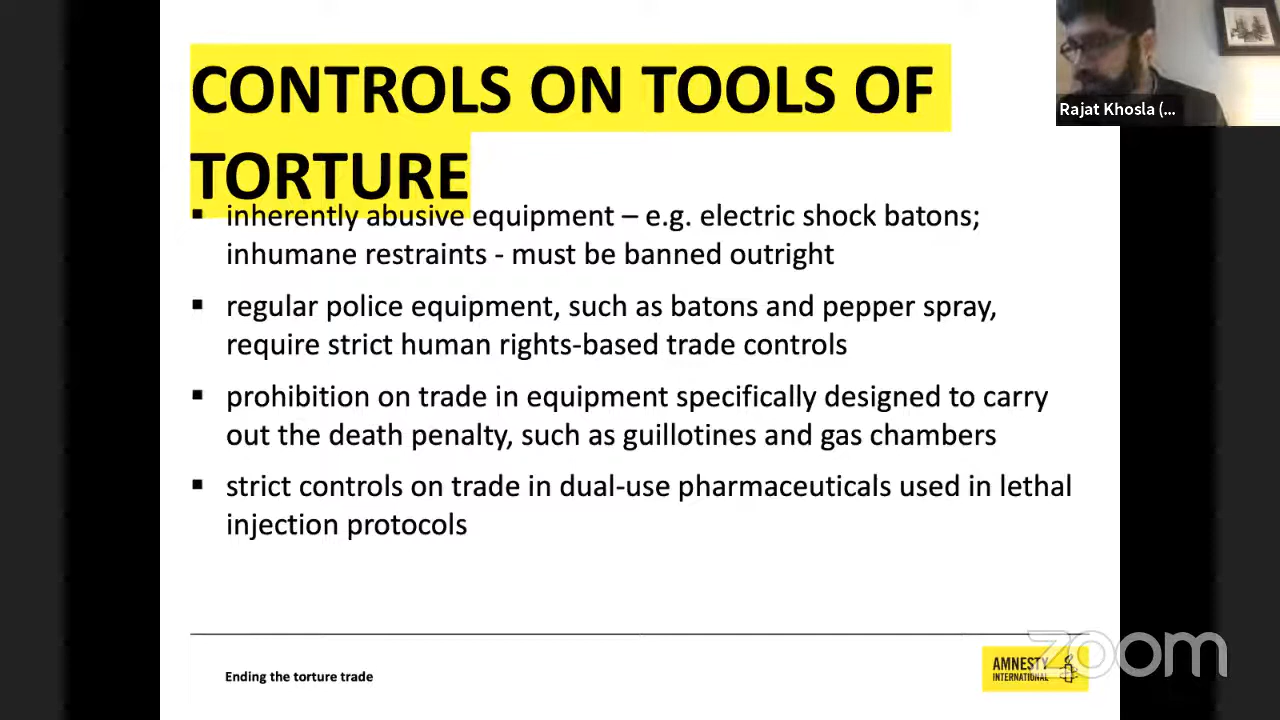 CONTROLS ON TOOLS OF
TORTURE
▪ inherently abusive equipment – e.g. electric shock batons;
inhumane restraints - must be banned outright
▪ regular police equipment, such as batons and pepper spray,
require strict human rights-based trade controls
▪ prohibition on trade in equipment specifically designed to carry
out the death penalty, such as guillotines and gas chambers
▪ strict controls on trade in dual-use pharmaceuticals used in lethal
injection protocols
Rajat Khosla (...
Ending the torture trade
AMNESTY
INTERNATIONAL
zoom